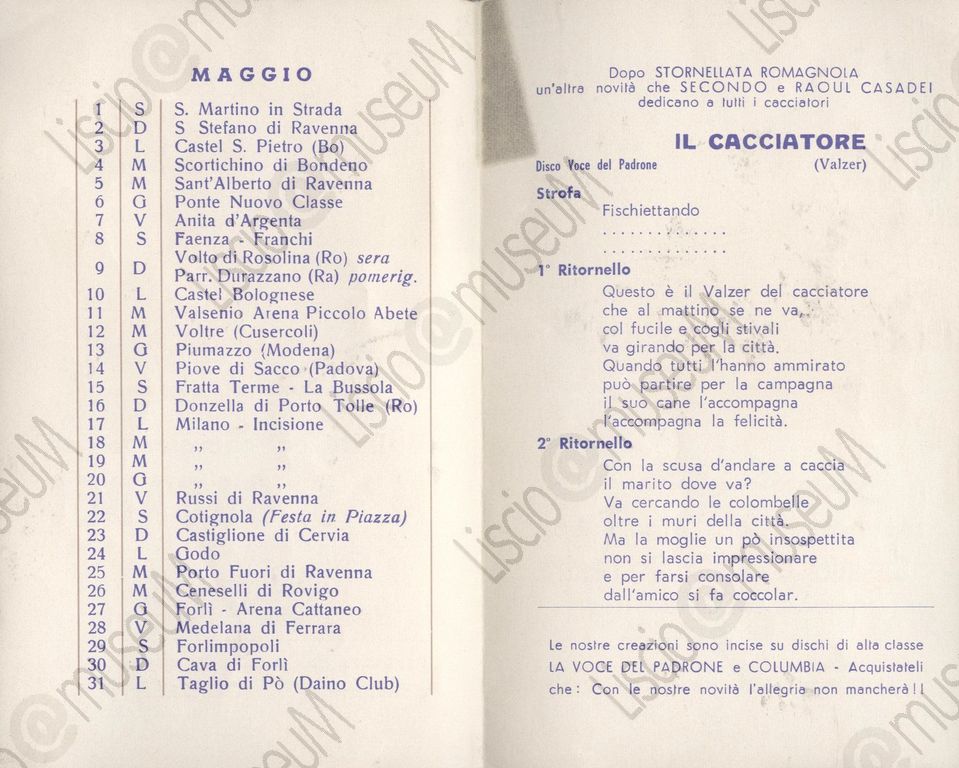 MAGGIO
1 S S. Martino in Strada
2 D S Stefano di Ravenna
3 L Castel S. Pietro (Bo)
4 M Scortichino di Bondeno
5 M Sant'Alberto di Ravenna
6 G Ponte Nuovo Classe
7 V Anita d'Argenta
8 S Faenza - Franchi
9 D Volto di Rosolina (Ro) sera
Parr. Durazzano (Ra) pomerig.
10 L Castel Bolognese
11 M Valsenio Arena Piccolo Abete
12 M Voltre (Cusercoli)
13 G Piumazzo (Modena)
14 V Piove di Sacco (Padova)
15 S Fratta Terme - La Bussola
16 D Donzella di Porto Tolle (Ro)
17 L Milano - Incisione
18 M ,, ,,
19 M ,, ,,
20 G ,, ,,
21 V Russi di Ravenna
22 S Cotignola (Festa in Piazza)
23 D Castiglione di Cervia
24 L Godo
25 M Porto Fuori di Ravenna
26 M Ceneselli di Rovigo
27 G Forlì - Arena Cattaneo
28 V Medelana di Ferrara
29 S Forlimpopoli
30 D Cava di Forlì
31 L Taglio di Pò (Daino Club)
Dopo STORNELLATA ROMAGNOLA
un'altra novità che SECONDO e RAOUL CASADEI
dedicano a tutti i cacciatori
IL CACCIATORE
Disco Voce del Padrone (Valzer)
Strofa
Fischiettando
. . . . . . . . . . . . . .
. . . . . . . . . . . . . .
1° Ritornello
Questo è il Valzer del cacciatore
che al mattino se ne va,
col fucile e cogli stivali
va girando per la città.
Quando tutti l'hanno ammirato
può partire per la campagna
il suo cane l'accompagna
l'accompagna la felicità.
2° Ritornello
Con la scusa d'andare a caccia
il marito dove va?
Va cercando le colombelle
oltre i muri della città.
Ma la moglie un pò insospettita
non si lascia impressionare
e per farsi consolare
dall'amico si fa coccolar.
Le nostre creazioni sono incise su dischi di alta classe
LA VOCE DEL PADRONE e COLUMBIA - Acquistateli
che: Con le nostre novità l'allegria non mancherà!!
Liscio@museuM